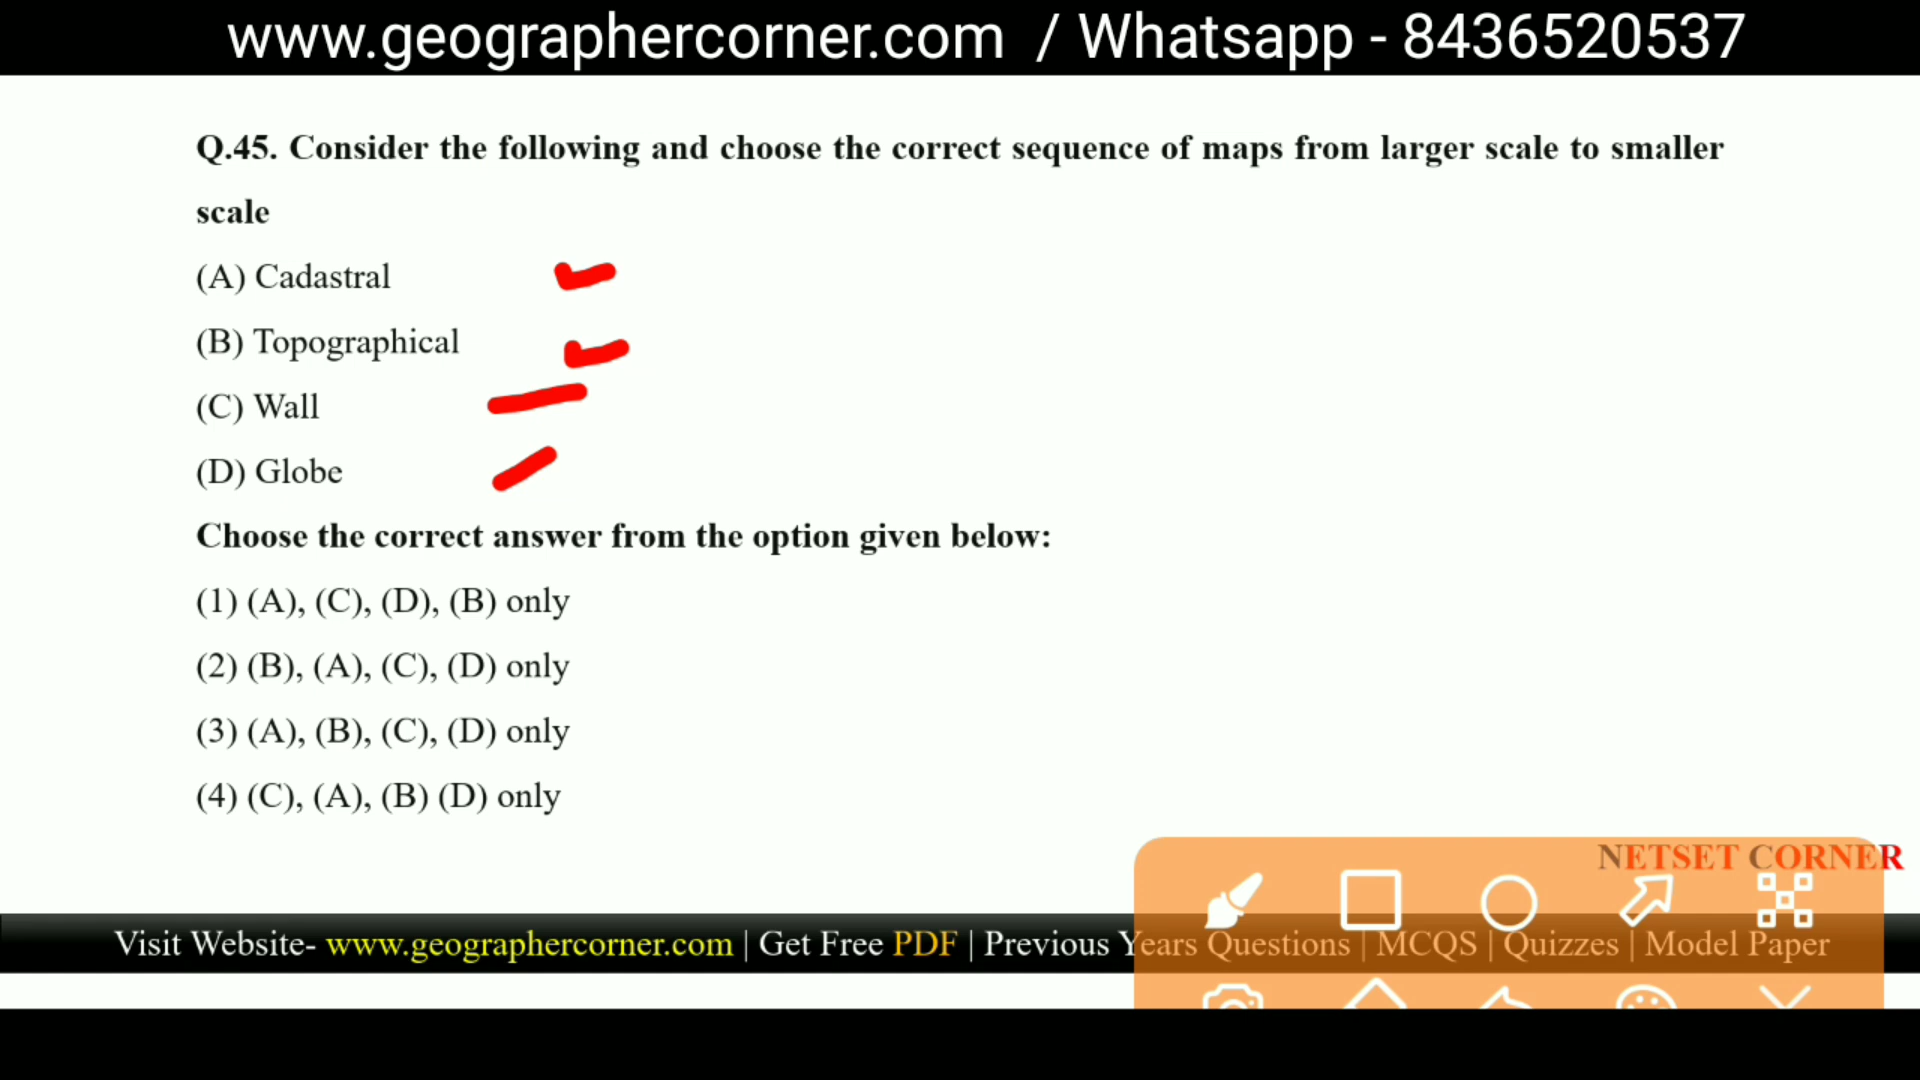 www.geographercorner.com / Whatsapp - 8436520537
Q.45. Consider the following and choose the correct sequence of maps from larger scale to smaller
scale
(A) Cadastral
(B) Topographical
(C) Wall
(D) Globe
Choose the correct answer from the option given below:
(1) (A), (C), (D), (B) only
(2) (B), (A), (C), (D) only
(3) (A), (B), (C), (D) only
(4) (C), (A), (B) (D) only
NETSET CORNER
Visit Website- www.geographercorner.com | Get Free PDF | Previous Years Questions | MCQS | Quizzes | Model Paper